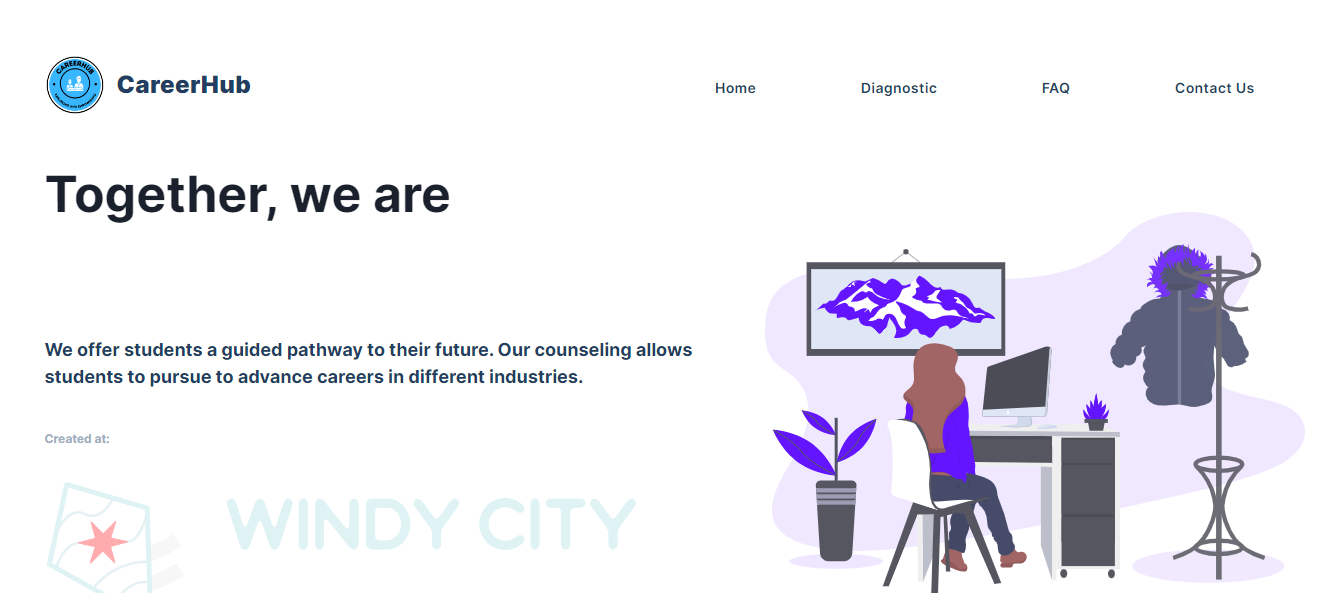 CAREERHUB
CareerHub
Home
Diagnostic
FAQ
Contact Us
Together, we are
We offer students a guided pathway to their future. Our counseling allows
students to pursue to advance careers in different industries.
Created at:
WINDY CITY